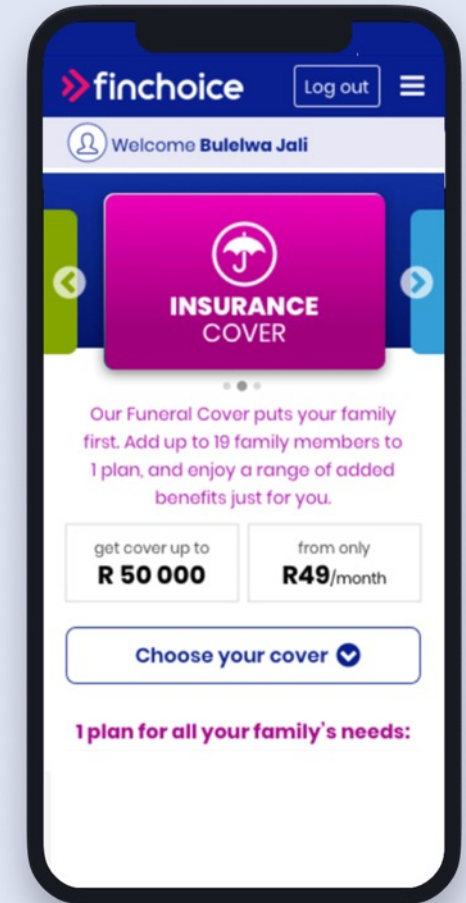 finchoice
Log out
Welcome Bulelwa Jali
INSURANCE
COVER
Our Funeral Cover puts your family
first. Add up to 19 family members to
1 plan, and enjoy a range of added
benefits just for you.
get cover up to
R 50 000
from only
R49/month
Choose your cover
1 plan for all your family's needs: